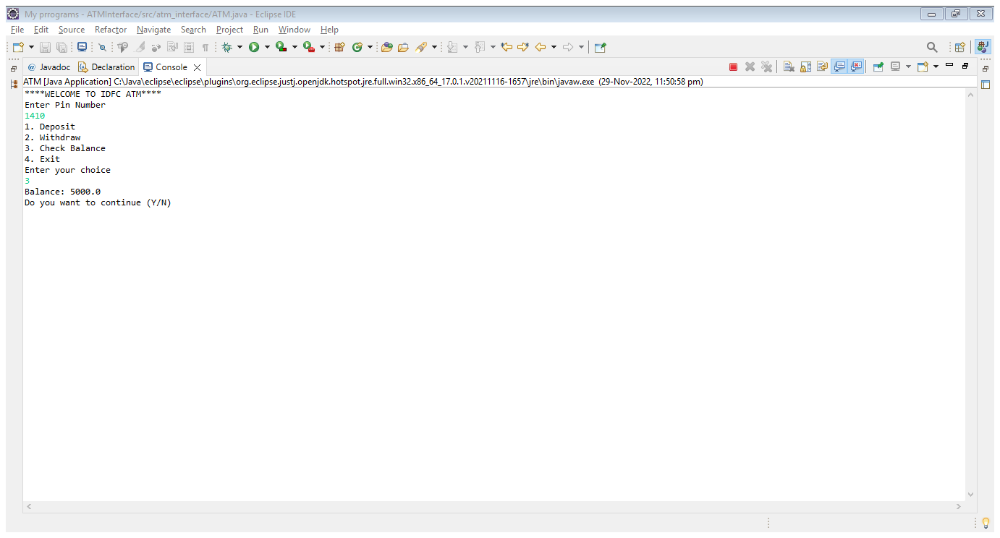 My prrograms - ATMInterface/src/atm_interface/ATM.java - Eclipse IDE
File Edit Source Refactor Navigate Search Project Run Window Help
@ Javadoc Declaration Console
ATM [Java Application] C:\Java\eclipse\eclipse\plugins\org.eclipse.justj.openjdk.hotspot.jre.full.win32.x86_64_17.0.1.v20211116-1657\jre\bin\javaw.exe (29-Nov-2022, 11:50:58 pm)
****WELCOME TO IDFC ATM****
Enter Pin Number
1410
1. Deposit
2. Withdraw
3. Check Balance
4. Exit
Enter your choice
3
Balance: 5000.0
Do you want to continue (Y/N)